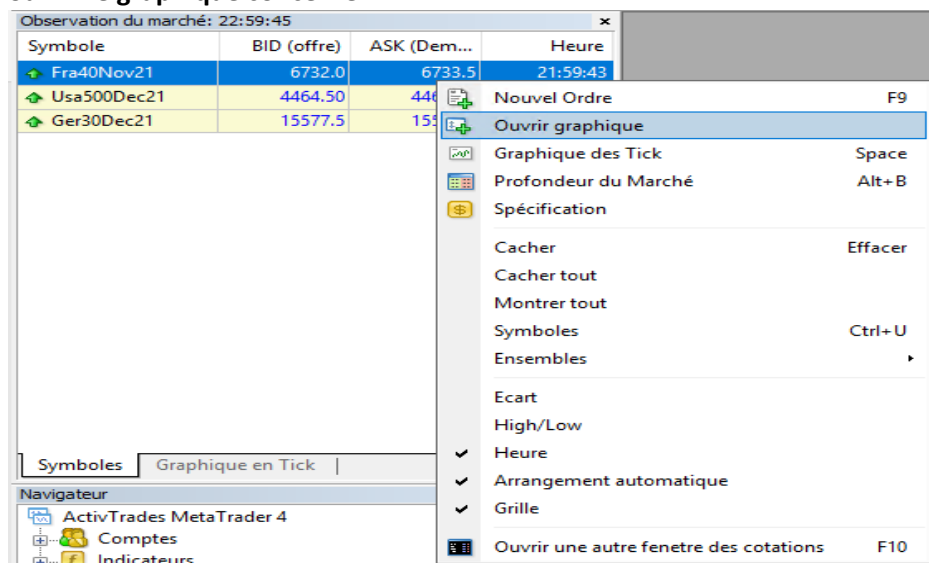 Observation du marché: 22:59:45
Symbole BID (offre) ASK (Dem... Heure
Fra40Nov21 6732.0 6733.5 21:59:43
Usa500Dec21 4464.50
Ger30Dec21 15577.5
Nouvel Ordre F9
Ouvrir graphique
Graphique des Tick Space
Profondeur du Marché Alt+B
Spécification
Cacher Effacer
Cacher tout
Montrer tout
Symboles Ctrl+U
Ensembles
Ecart
High/Low
Heure
Arrangement automatique
Grille
Ouvrir une autre fenetre des cotations F10
Symboles Graphique en Tick
Navigateur
ActivTrades MetaTrader 4
Comptes
Indicateurs